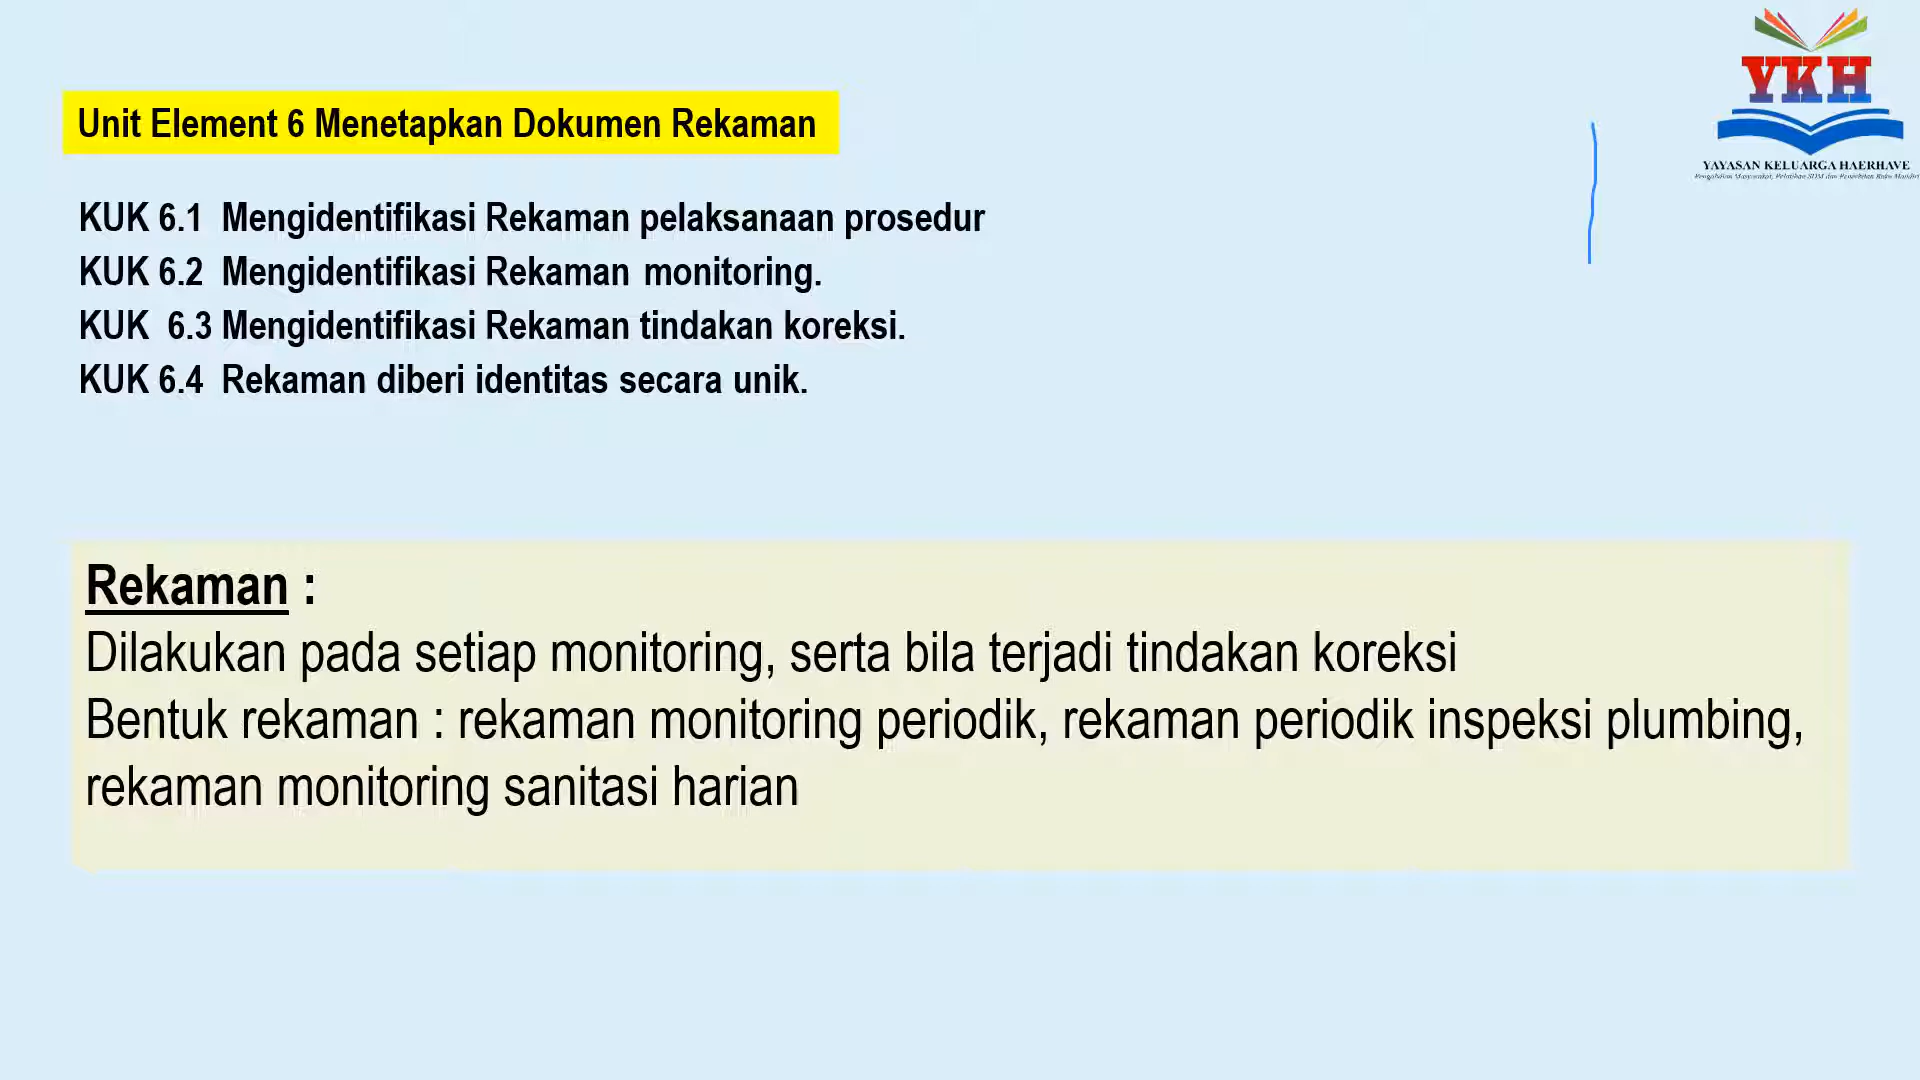 YKH
YAYASAN KELUARGA HAERHAVE
Unit Element 6 Menetapkan Dokumen Rekaman
KUK 6.1 Mengidentifikasi Rekaman pelaksanaan prosedur
KUK 6.2 Mengidentifikasi Rekaman monitoring.
KUK 6.3 Mengidentifikasi Rekaman tindakan koreksi.
KUK 6.4 Rekaman diberi identitas secara unik.
Rekaman :
Dilakukan pada setiap monitoring, serta bila terjadi tindakan koreksi
Bentuk rekaman : rekaman monitoring periodik, rekaman periodik inspeksi plumbing,
rekaman monitoring sanitasi harian